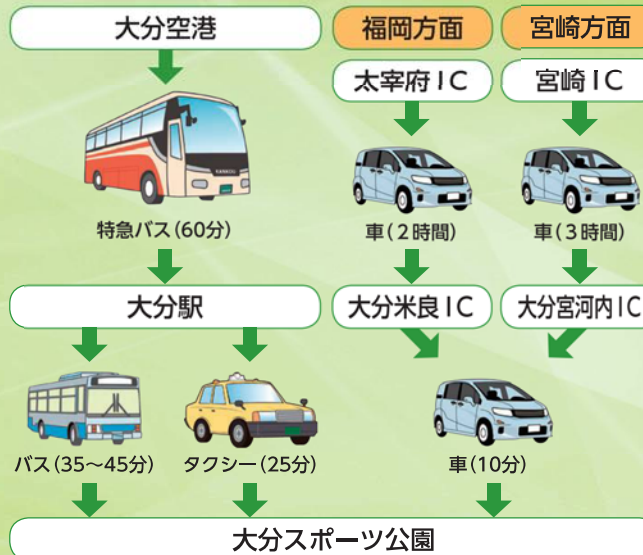 大分空港
福岡方面
宮崎方面
太宰府IC
宮崎IC
特急バス(60分)
車(2時間)
車(3時間)
大分駅
大分米良IC
大分宮河内IC
バス(35〜45分)
タクシー(25分)
車(10分)
大分スポーツ公園